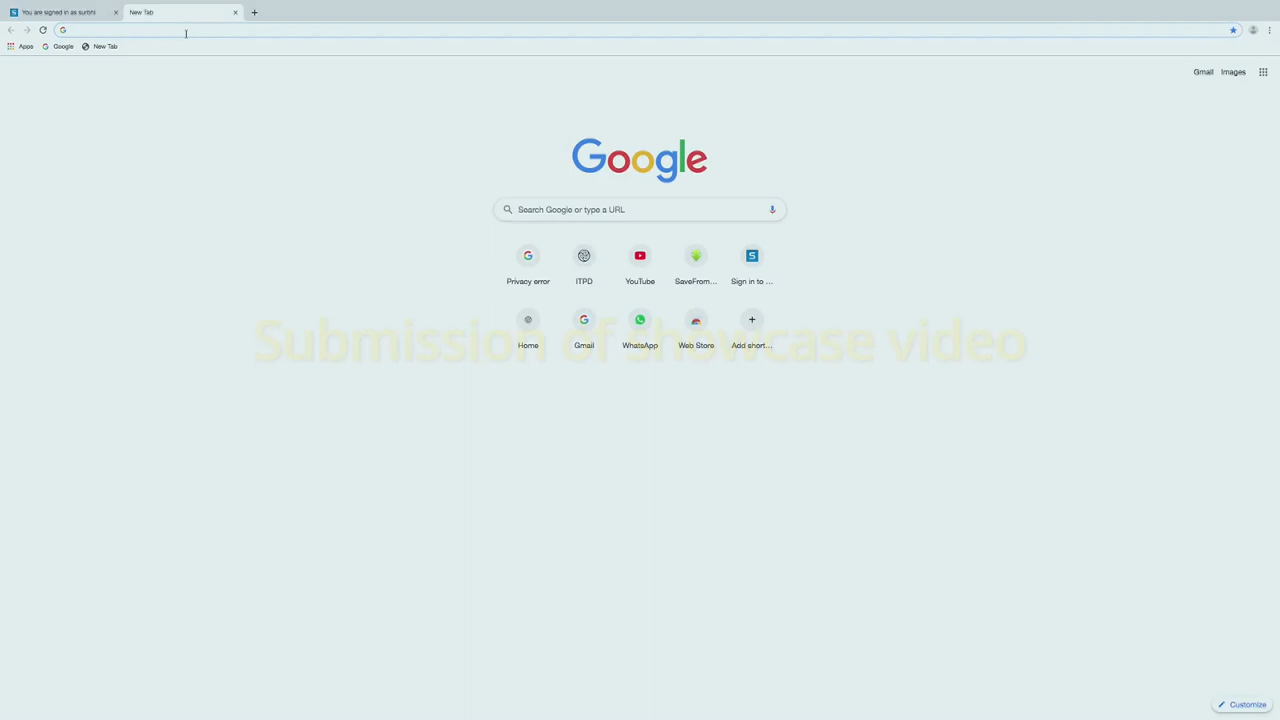 You are signed in as surbhi
New Tab
Apps
Google
New Tab
Gmail
Images
Google
Search Google or type a URL
Privacy error
ITPD
YouTube
SaveFrom...
Sign in to ...
Home
Gmail
WhatsApp
Web Store
Add short...
Submission of showcase video
Customize